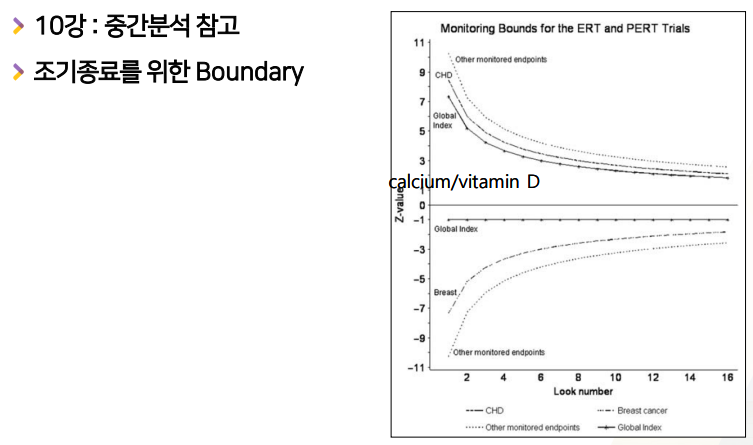 10강 : 중간분석 참고
조기종료를 위한 Boundary
Monitoring Bounds for the ERT and PERT Trials
11
9
7
5
3
1
0
−1
−3
−5
−7
−9
−11
Z-value
Other monitored endpoints
CHD
Global
Index
calcium/vitamin D
Global Index
Breast
Other monitored endpoints
2 4 6 8 10 12 14 16
Look number
CHD
Breast cancer
Other monitored endpoints
Global Index